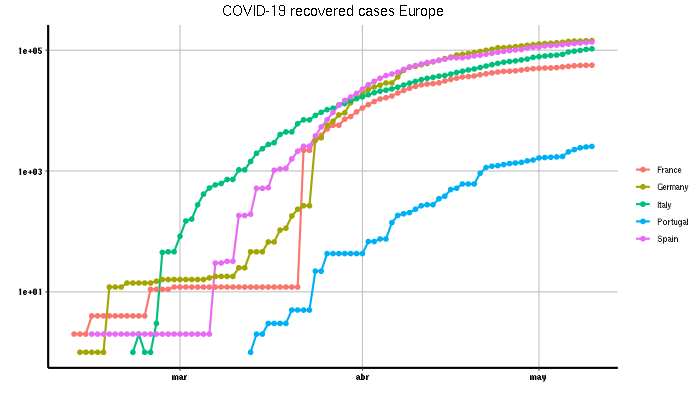 COVID-19 recovered cases Europe
1e+05
1e+03
1e+01
mar
abr
may
France
Germany
Italy
Portugal
Spain